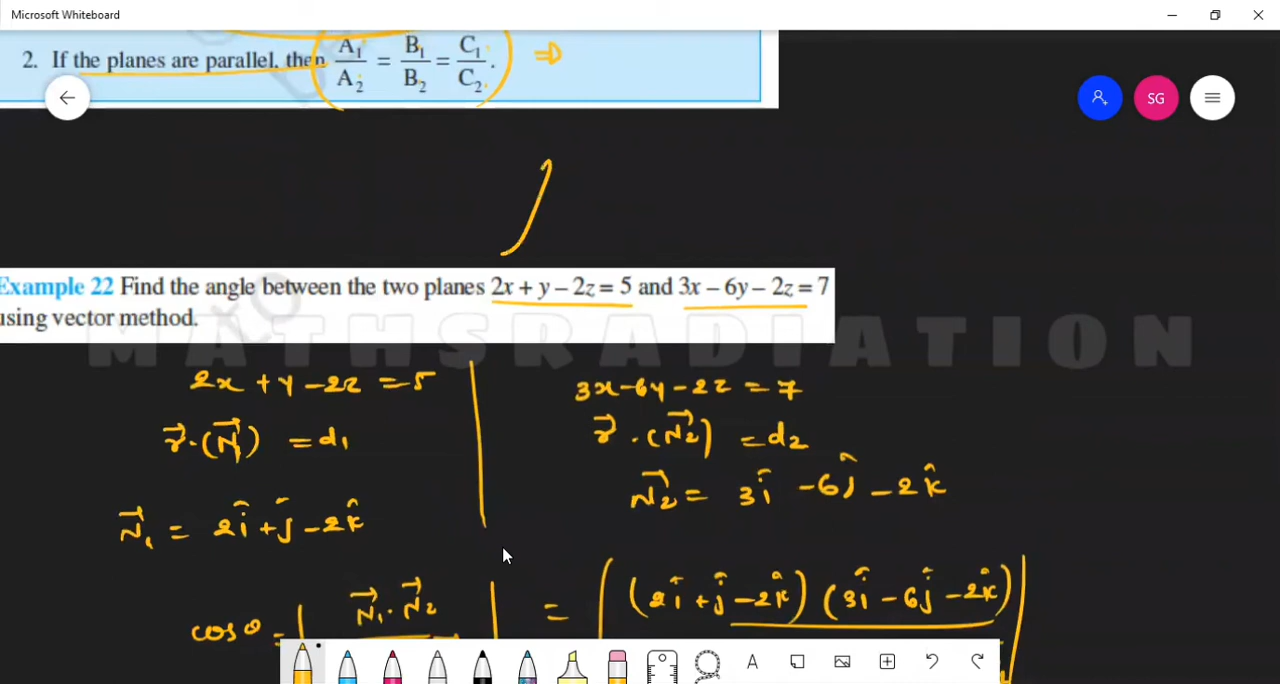 Microsoft Whiteboard
2. If the planes are parallel, then A₁/A₂ = B₁/B₂ = C₁/C₂. ⇒
SG
Example 22 Find the angle between the two planes 2x + y – 2z = 5 and 3x – 6y – 2z = 7
using vector method.
MATHSRADIATION
2x + y - 2z = 5
3x - 6y - 2z = 7
r⃗ · (N⃗₁) = d₁
r⃗ · (N⃗₂) = d₂
N⃗₂ = 3î - 6ĵ - 2k̂
N⃗₁ = 2î + ĵ - 2k̂
cos θ = | N⃗₁ · N⃗₂ | = | (2î + ĵ - 2k̂) (3î - 6ĵ - 2k̂) |